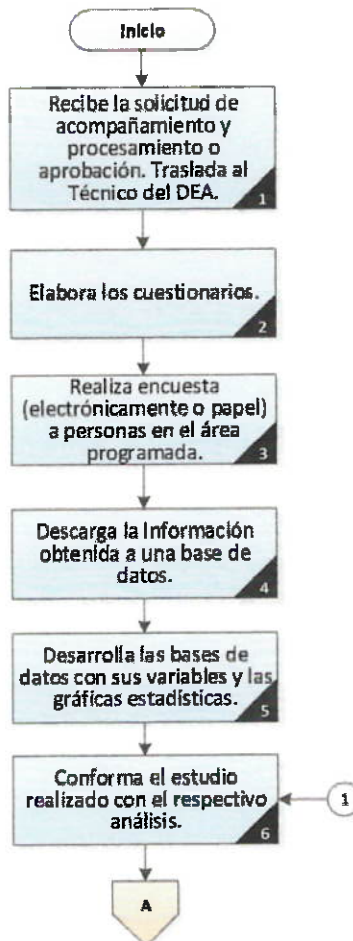 Inicio
Recibe la solicitud de
acompañamiento y
procesamiento o
aprobación. Traslada al
Técnico del DEA.
1
Elabora los cuestionarios.
2
Realiza encuesta
(electrónicamente o papel)
a personas en el área
programada.
3
Descarga la Información
obtenida a una base de
datos.
4
Desarrolla las bases de
datos con sus variables y las
gráficas estadísticas.
5
Conforma el estudio
realizado con el respectivo
análisis.
6
1
A